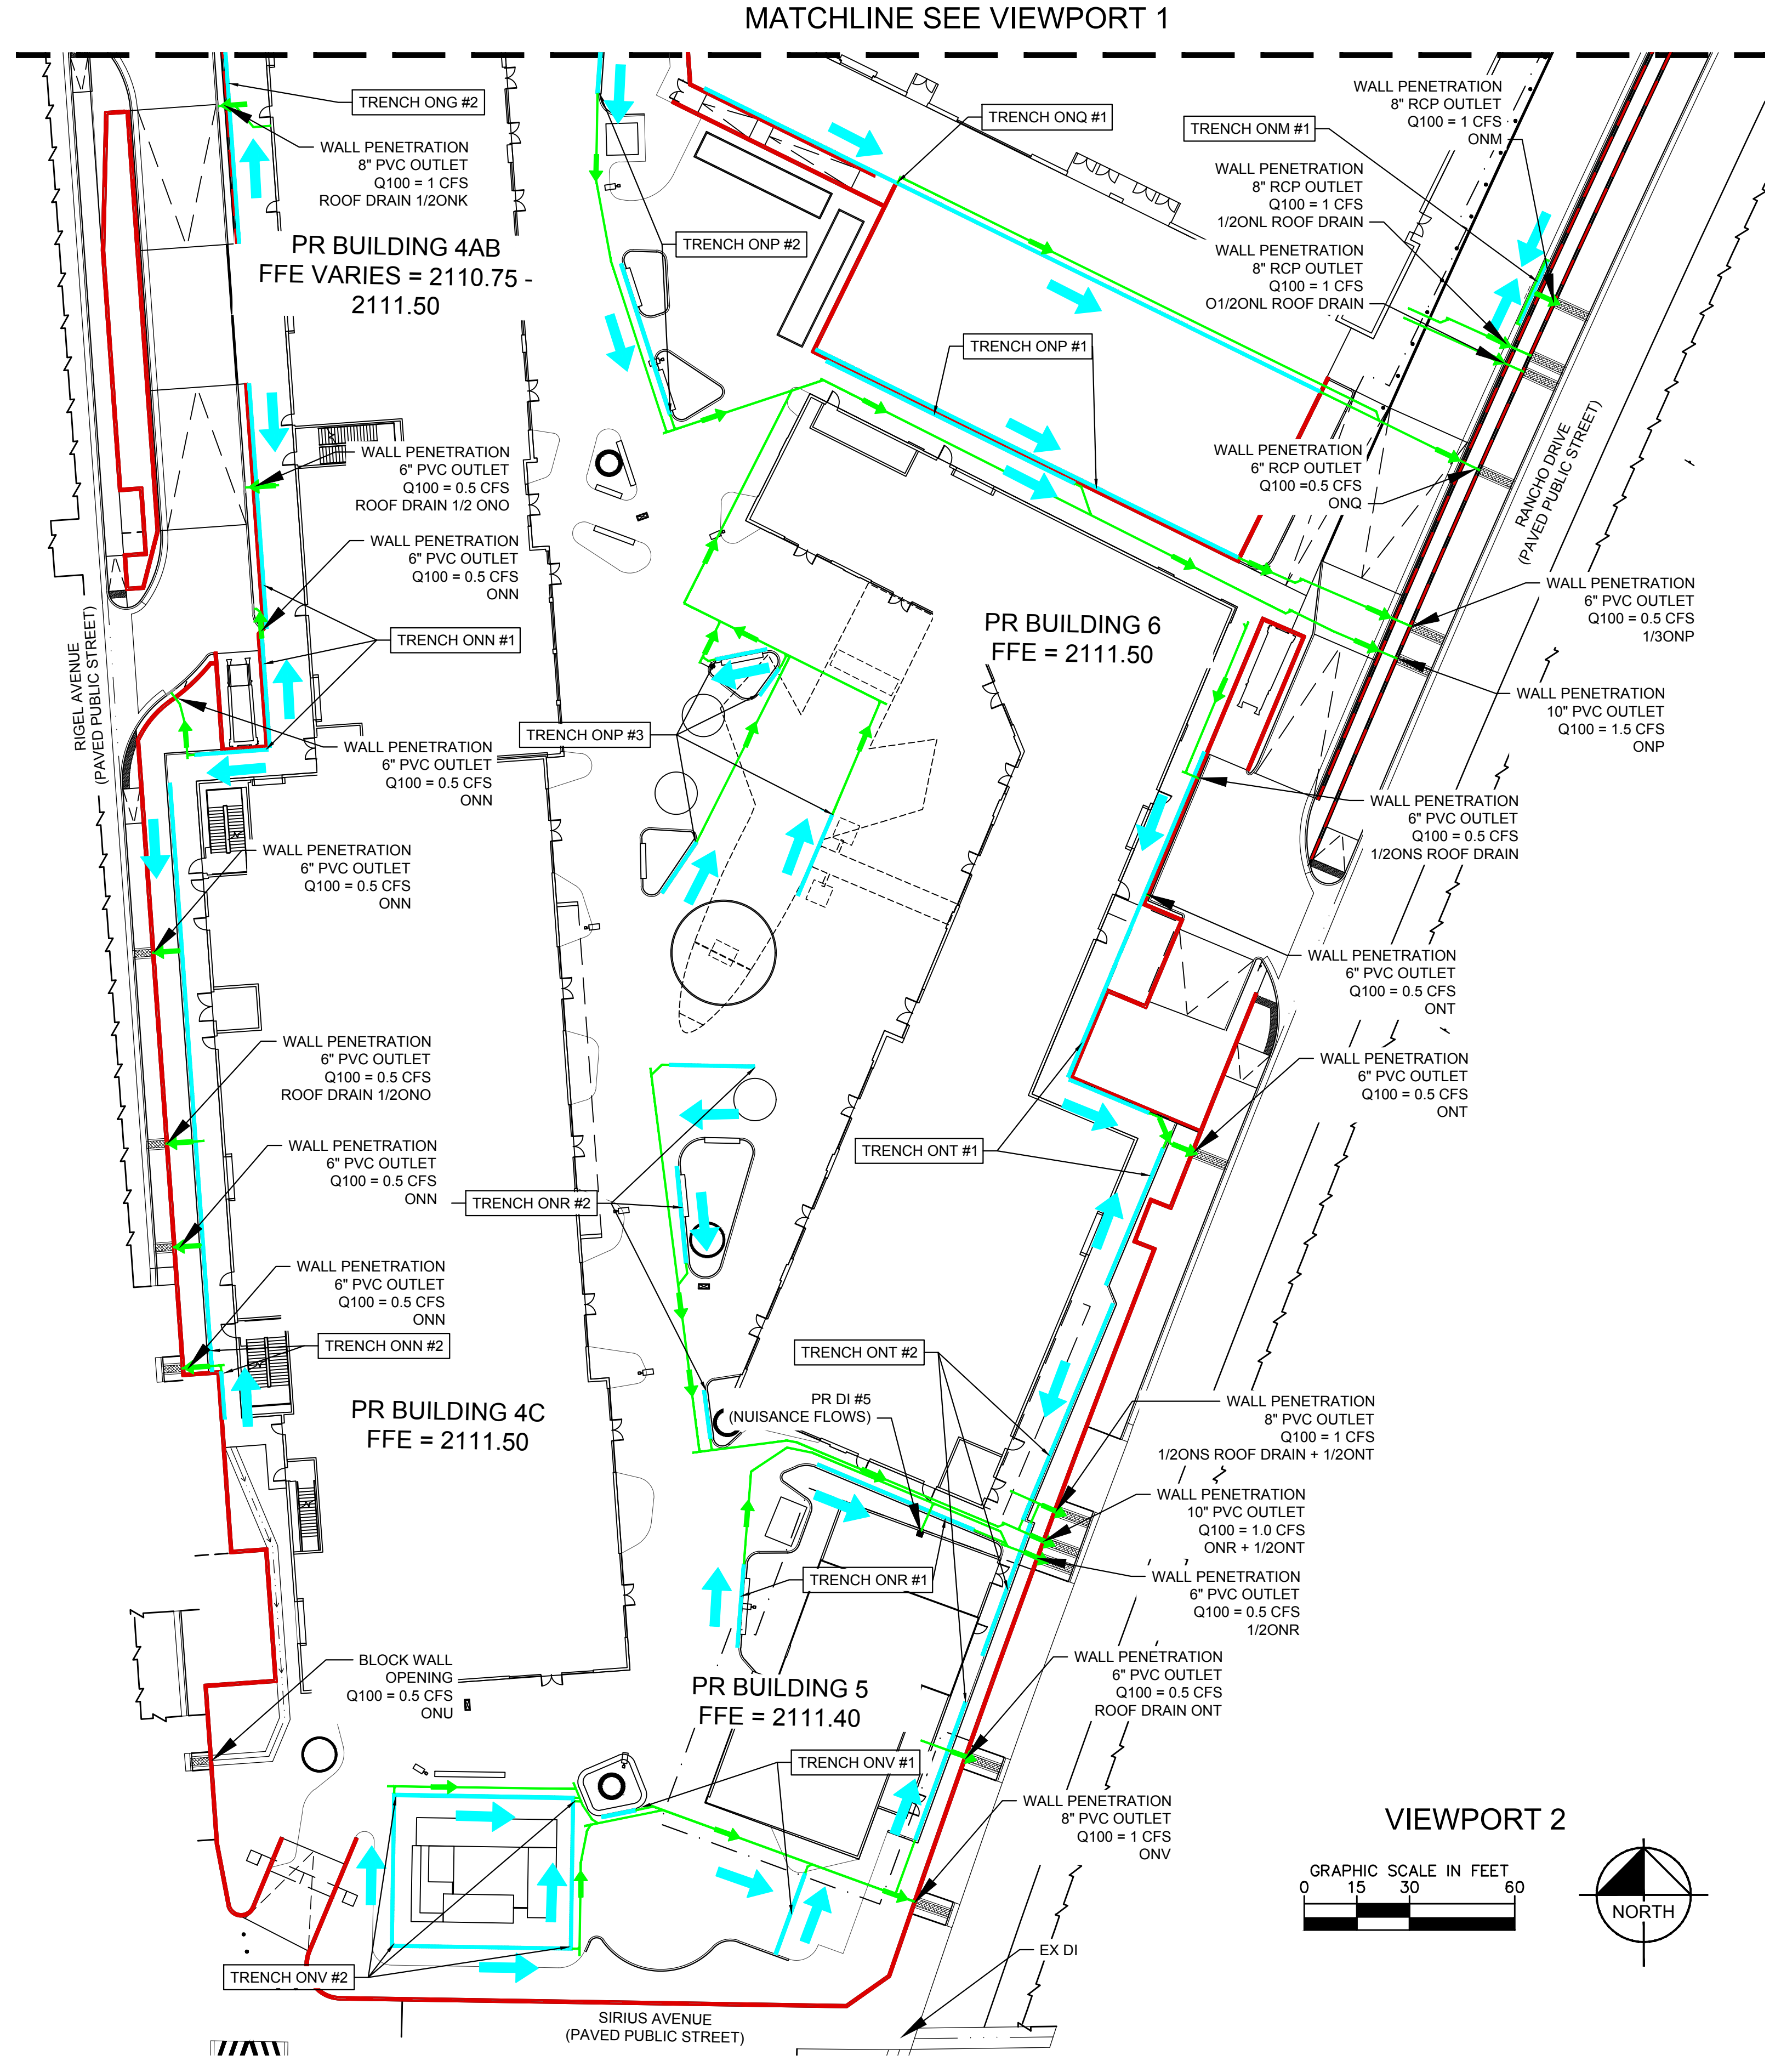 MATCHLINE SEE VIEWPORT 1
TRENCH ONG #2
WALL PENETRATION
8" PVC OUTLET
Q100 = 1 CFS
ROOF DRAIN 1/2ONK
PR BUILDING 4AB
FFE VARIES = 2110.75 -
2111.50
TRENCH ONP #2
TRENCH ONQ #1
TRENCH ONM #1
WALL PENETRATION
8" RCP OUTLET
Q100 = 1 CFS
ONM
WALL PENETRATION
8" RCP OUTLET
Q100 = 1 CFS
1/2ONL ROOF DRAIN
WALL PENETRATION
8" RCP OUTLET
Q100 = 1 CFS
O1/2ONL ROOF DRAIN
TRENCH ONP #1
WALL PENETRATION
6" RCP OUTLET
Q100 =0.5 CFS
ONQ
RANCHO DRIVE
(PAVED PUBLIC STREET)
WALL PENETRATION
6" PVC OUTLET
Q100 = 0.5 CFS
ROOF DRAIN 1/2 ONO
WALL PENETRATION
6" PVC OUTLET
Q100 = 0.5 CFS
ONN
TRENCH ONN #1
RIGEL AVENUE
(PAVED PUBLIC STREET)
PR BUILDING 6
FFE = 2111.50
WALL PENETRATION
6" PVC OUTLET
Q100 = 0.5 CFS
1/3ONP
WALL PENETRATION
10" PVC OUTLET
Q100 = 1.5 CFS
ONP
TRENCH ONP #3
WALL PENETRATION
6" PVC OUTLET
Q100 = 0.5 CFS
ONN
WALL PENETRATION
6" PVC OUTLET
Q100 = 0.5 CFS
1/2ONS ROOF DRAIN
WALL PENETRATION
6" PVC OUTLET
Q100 = 0.5 CFS
ONN
WALL PENETRATION
6" PVC OUTLET
Q100 = 0.5 CFS
ONT
WALL PENETRATION
6" PVC OUTLET
Q100 = 0.5 CFS
ROOF DRAIN 1/2ONO
WALL PENETRATION
6" PVC OUTLET
Q100 = 0.5 CFS
ONT
WALL PENETRATION
6" PVC OUTLET
Q100 = 0.5 CFS
ONN
TRENCH ONR #2
TRENCH ONT #1
WALL PENETRATION
6" PVC OUTLET
Q100 = 0.5 CFS
ONN
TRENCH ONN #2
TRENCH ONT #2
PR DI #5
(NUISANCE FLOWS)
PR BUILDING 4C
FFE = 2111.50
WALL PENETRATION
8" PVC OUTLET
Q100 = 1 CFS
1/2ONS ROOF DRAIN + 1/2ONT
WALL PENETRATION
10" PVC OUTLET
Q100 = 1.0 CFS
ONR + 1/2ONT
TRENCH ONR #1
WALL PENETRATION
6" PVC OUTLET
Q100 = 0.5 CFS
1/2ONR
BLOCK WALL
OPENING
Q100 = 0.5 CFS
ONU
PR BUILDING 5
FFE = 2111.40
WALL PENETRATION
6" PVC OUTLET
Q100 = 0.5 CFS
ROOF DRAIN ONT
TRENCH ONV #1
WALL PENETRATION
8" PVC OUTLET
Q100 = 1 CFS
ONV
TRENCH ONV #2
EX DI
SIRIUS AVENUE
(PAVED PUBLIC STREET)
VIEWPORT 2
GRAPHIC SCALE IN FEET
0 15 30 60
NORTH